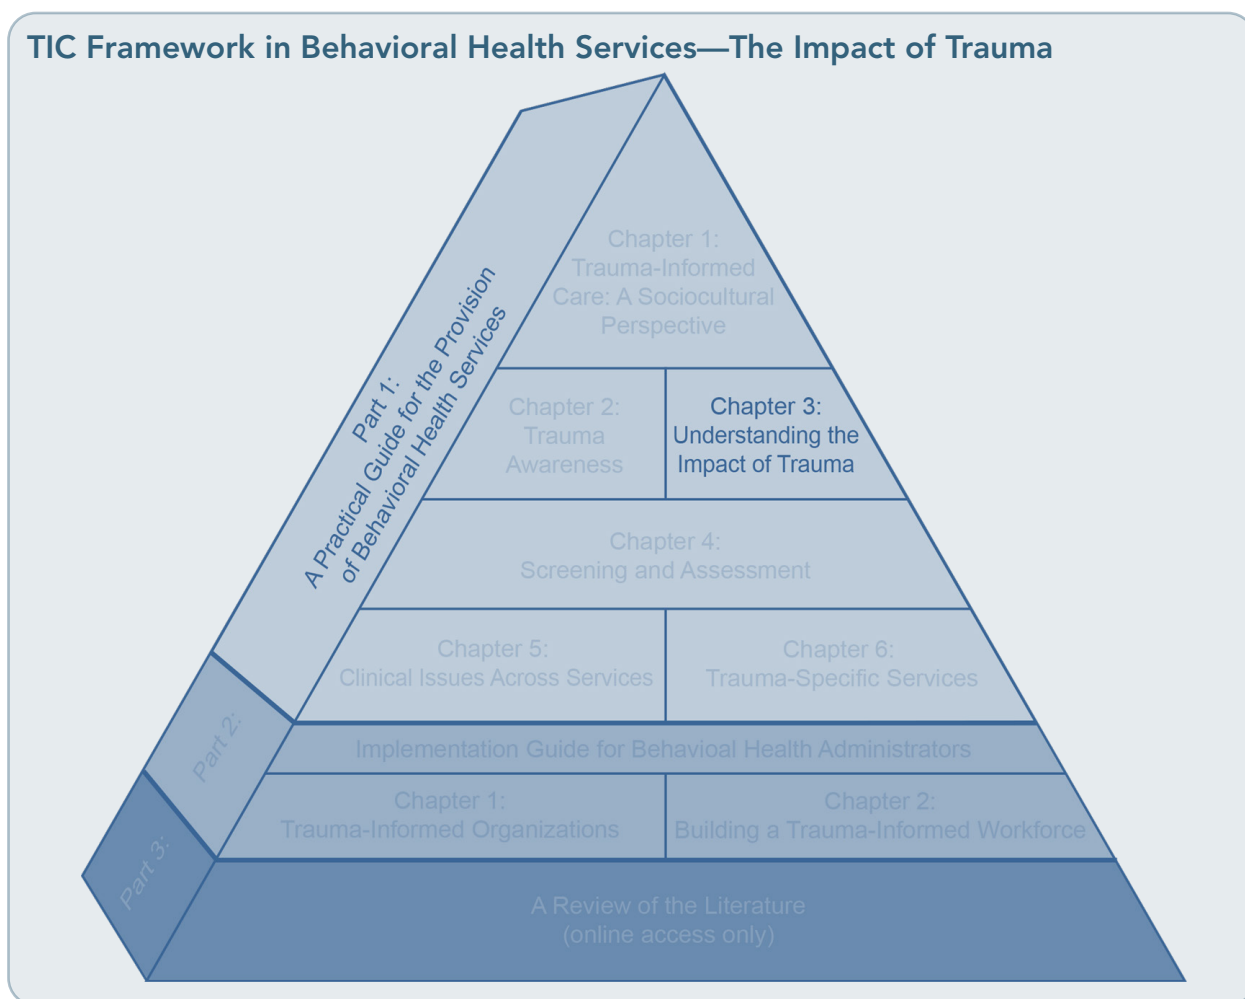 TIC Framework in Behavioral Health Services—The Impact of Trauma
Part 1:
A Practical Guide for the Provision
of Behavioral Health Services
Chapter 1:
Trauma-Informed
Care: A Sociocultural
Perspective
Chapter 2:
Trauma
Awareness
Chapter 3:
Understanding the
Impact of Trauma
Chapter 4:
Screening and Assessment
Chapter 5:
Clinical Issues Across Services
Chapter 6:
Trauma-Specific Services
Part 2:
Implementation Guide for Behavioal Health Administrators
Chapter 1:
Trauma-Informed Organizations
Chapter 2:
Building a Trauma-Informed Workforce
Part 3:
A Review of the Literature
(online access only)